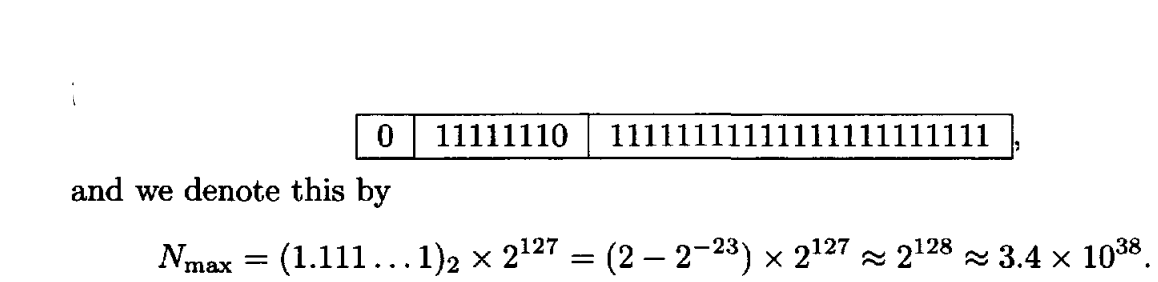 0 11111110 11111111111111111111111,
and we denote this by
N_max = (1.111...1)_2 × 2^127 = (2 − 2^−23) × 2^127 ≈ 2^128 ≈ 3.4 × 10^38.